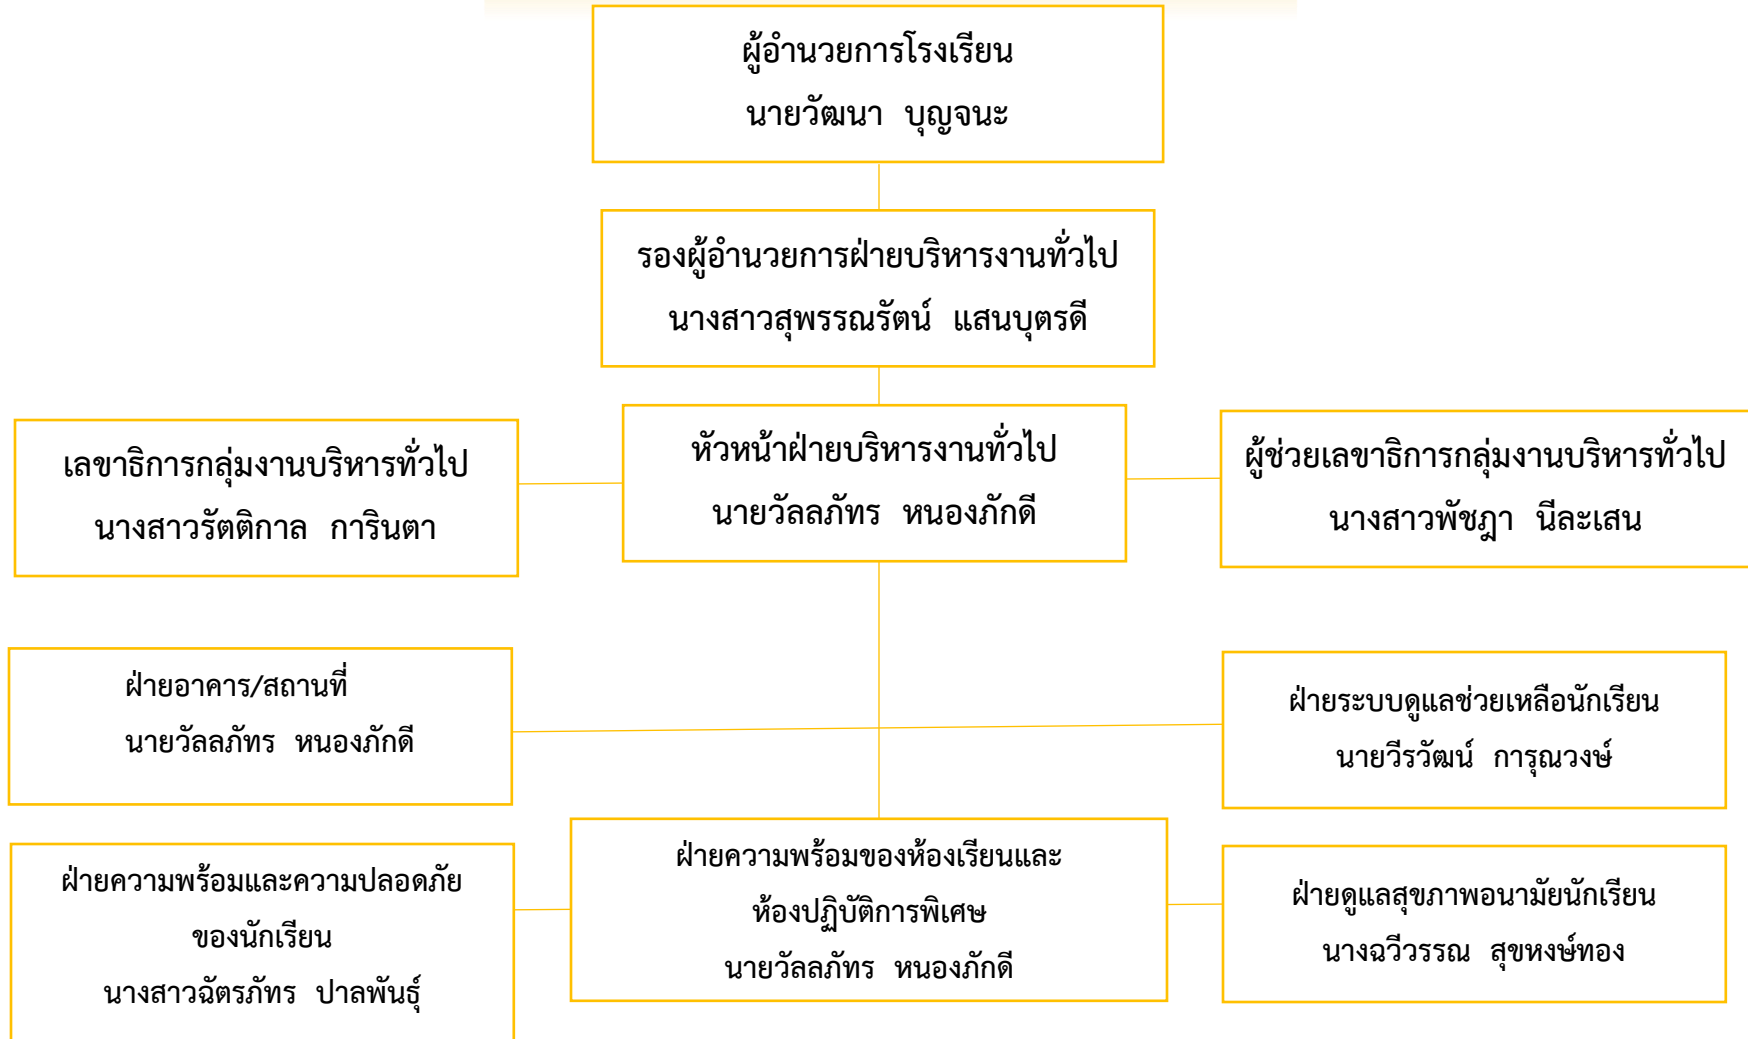 ผู้อำนวยการโรงเรียน
นายวัฒนา บุญจนะ
รองผู้อำนวยการฝ่ายบริหารงานทั่วไป
นางสาวสุพรรณรัตน์ แสนบุตรดี
เลขาธิการกลุ่มงานบริหารทั่วไป
นางสาวรัตติกาล การินตา
หัวหน้าฝ่ายบริหารงานทั่วไป
นายวัลลภัทร หนองภักดี
ผู้ช่วยเลขาธิการกลุ่มงานบริหารทั่วไป
นางสาวพัชฎา นีละเสน
ฝ่ายอาคาร/สถานที่
นายวัลลภัทร หนองภักดี
ฝ่ายระบบดูแลช่วยเหลือนักเรียน
นายวีรวัฒน์ การุณวงษ์
ฝ่ายความพร้อมและความปลอดภัย
ของนักเรียน
นางสาวฉัตรภัทร ปาลพันธุ์
ฝ่ายความพร้อมของห้องเรียนและ
ห้องปฏิบัติการพิเศษ
นายวัลลภัทร หนองภักดี
ฝ่ายดูแลสุขภาพอนามัยนักเรียน
นางฉวีวรรณ สุขหงษ์ทอง